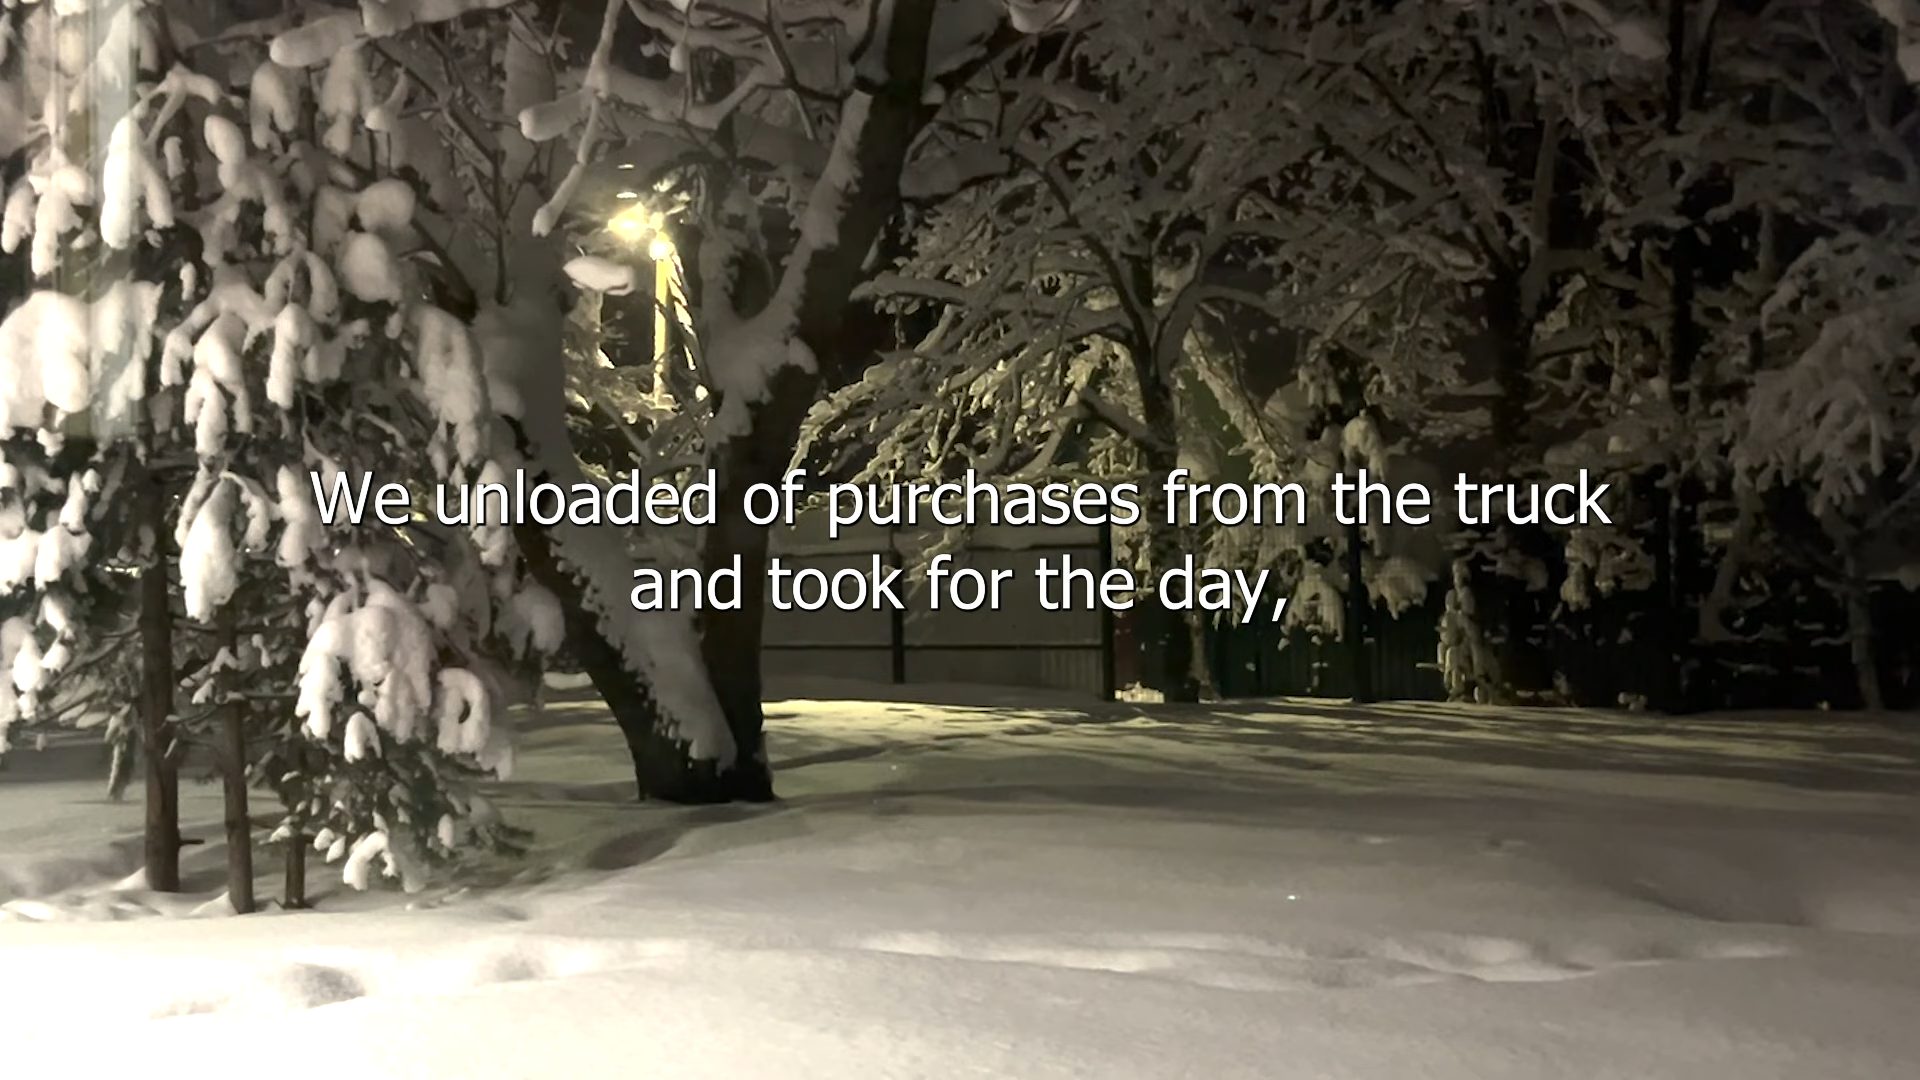 We unloaded of purchases from the truck
and took for the day,